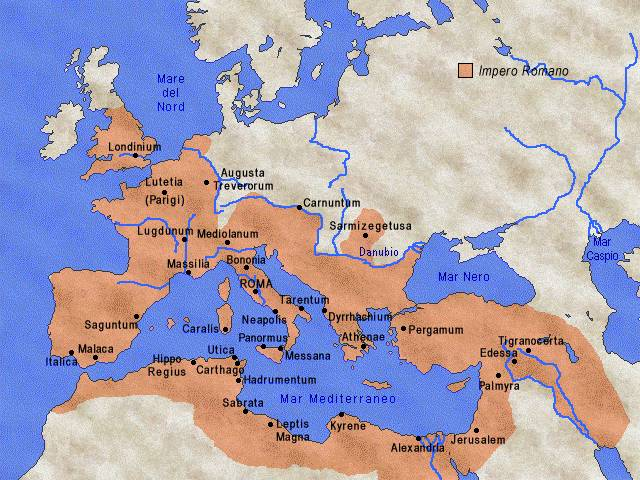 Impero Romano
Mare
del
Nord
Londinium
Augusta
Treverorum
Lutetia
(Parigi)
Carnuntum
Sarmizegetusa
Lugdunum
Mediolanum
Danubio
Mar
Caspio
Massilia
Bononia
Mar Nero
ROMA
Tarentum
Saguntum
Caralis
Neapolis
Dyrrhachium
Pergamum
Panormus
Athenae
Tigranocerta
Malaca
Italica
Hippo
Regius
Utica
Carthago
Messana
Edessa
Hadrumentum
Palmyra
Mar Mediterraneo
Sabrata
Leptis
Magna
Kyrene
Jerusalem
Alexandria